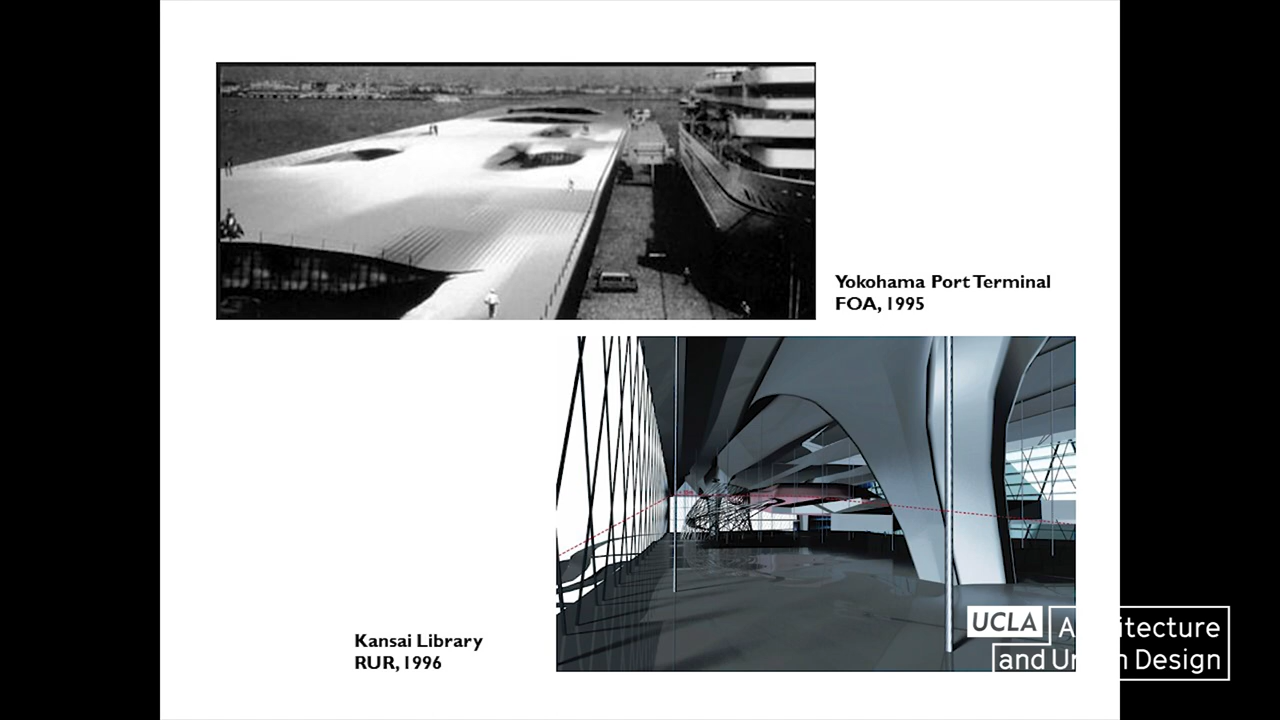 Yokohama Port Terminal
FOA, 1995
Kansai Library
RUR, 1996
UCLA
and
Design